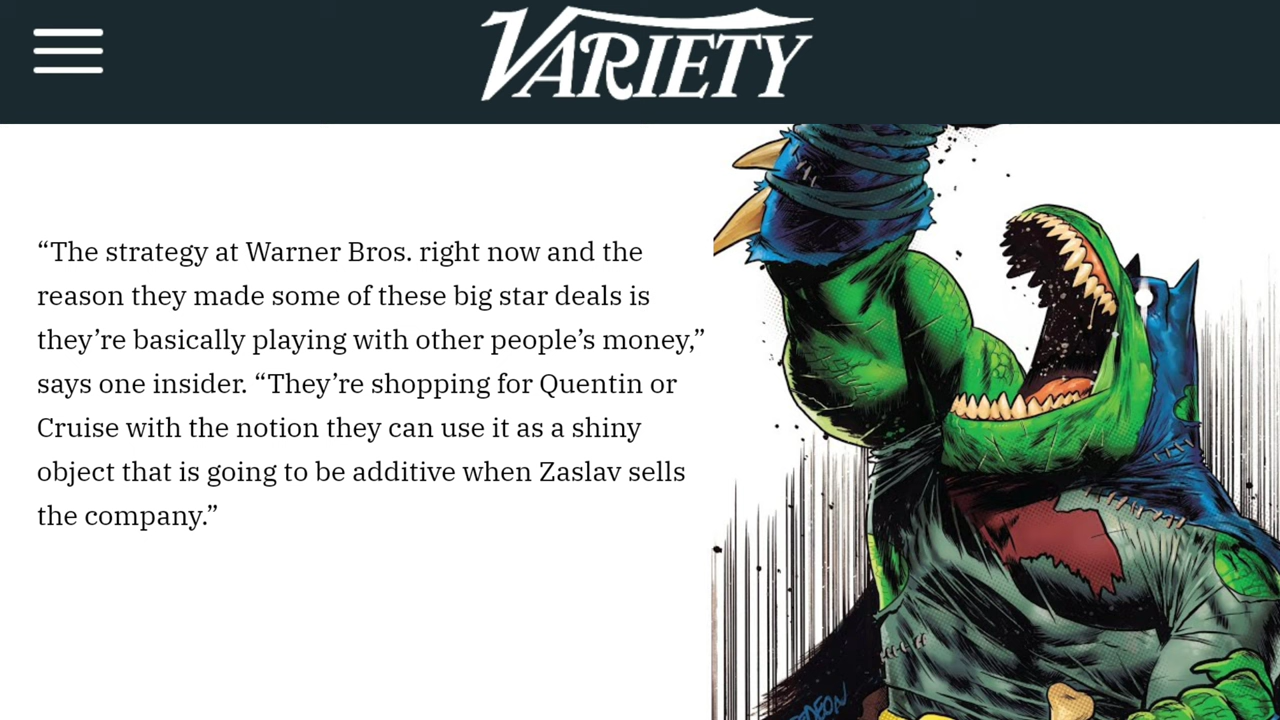 VARIETY
“The strategy at Warner Bros. right now and the
reason they made some of these big star deals is
they’re basically playing with other people’s money,”
says one insider. “They’re shopping for Quentin or
Cruise with the notion they can use it as a shiny
object that is going to be additive when Zaslav sells
the company.”